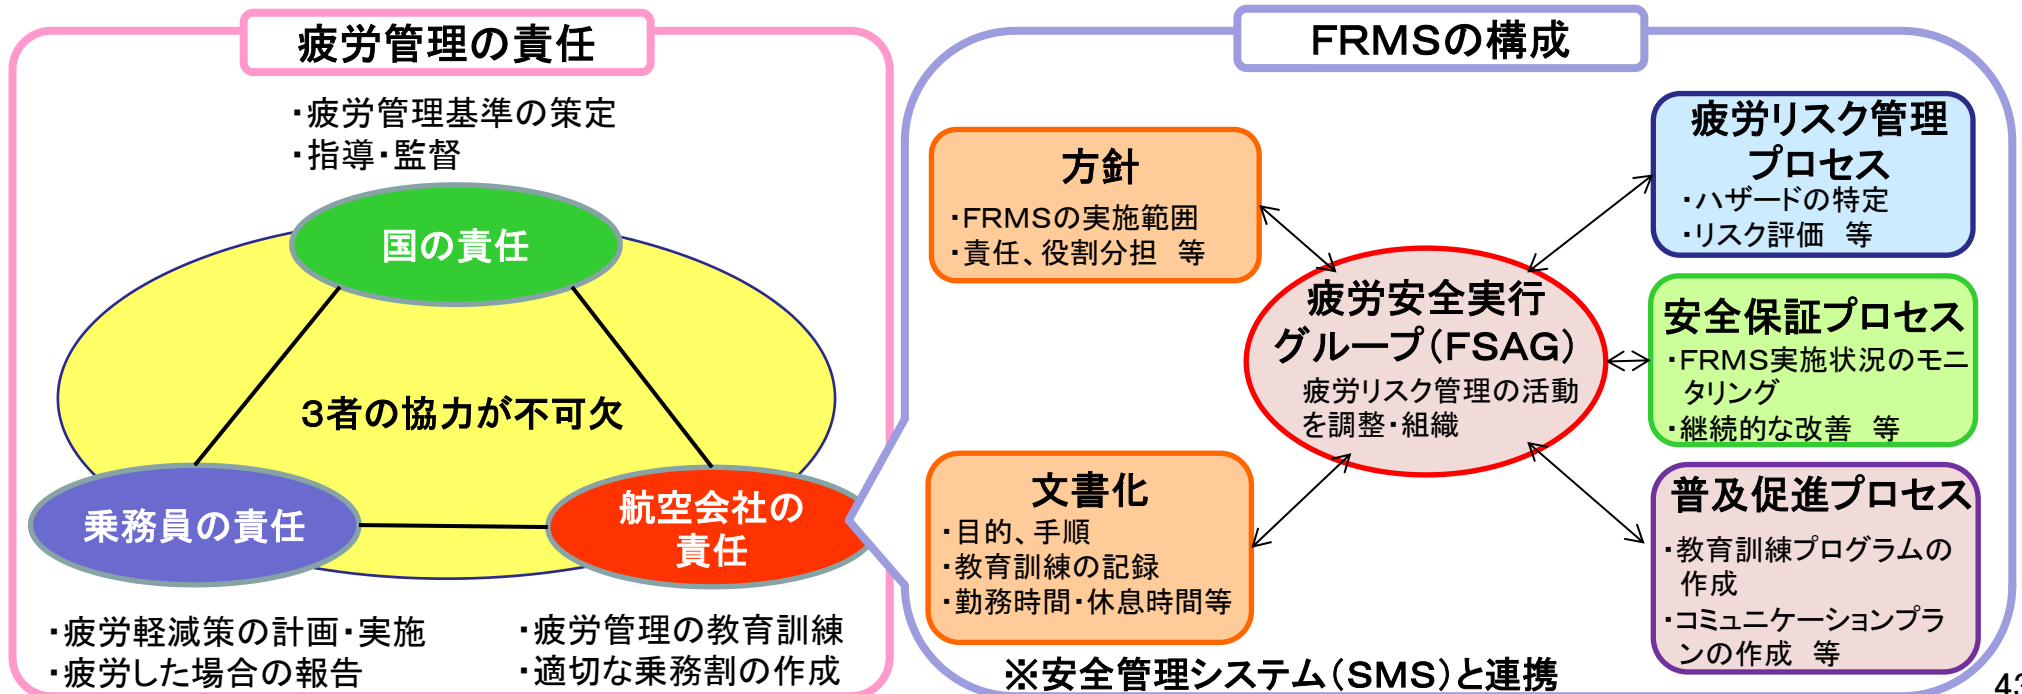 疲労管理の責任
・疲労管理基準の策定
・指導・監督
国の責任
3者の協力が不可欠
乗務員の責任
航空会社の
責任
・疲労軽減策の計画・実施
・疲労した場合の報告
・疲労管理の教育訓練
・適切な乗務割の作成
FRMSの構成
方針
・FRMSの実施範囲
・責任、役割分担　等
文書化
・目的、手順
・教育訓練の記録
・勤務時間・休息時間等
疲労安全実行
グループ(FSAG)
疲労リスク管理の活動
を調整・組織
疲労リスク管理
プロセス
・ハザードの特定
・リスク評価　等
安全保証プロセス
・FRMS実施状況のモニ
タリング
・継続的な改善　等
普及促進プロセス
・教育訓練プログラムの
作成
・コミュニケーションプラ
ンの作成　等
※安全管理システム(SMS)と連携
43